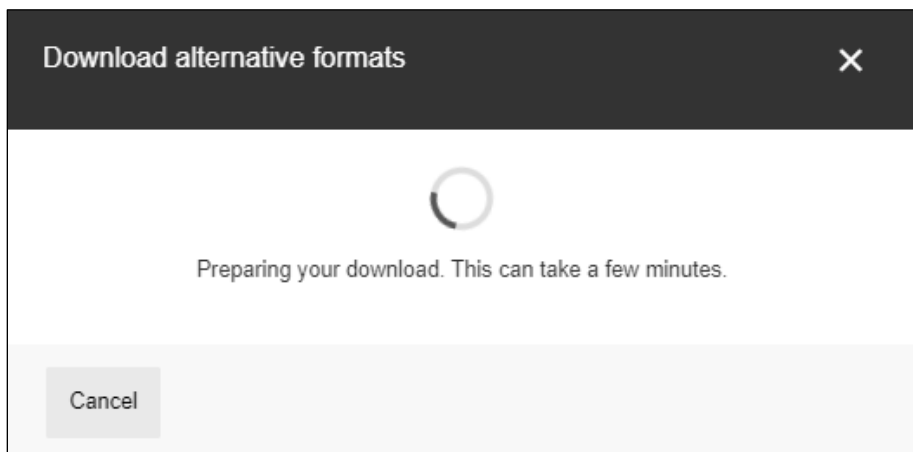 Download alternative formats
Preparing your download. This can take a few minutes.
Cancel